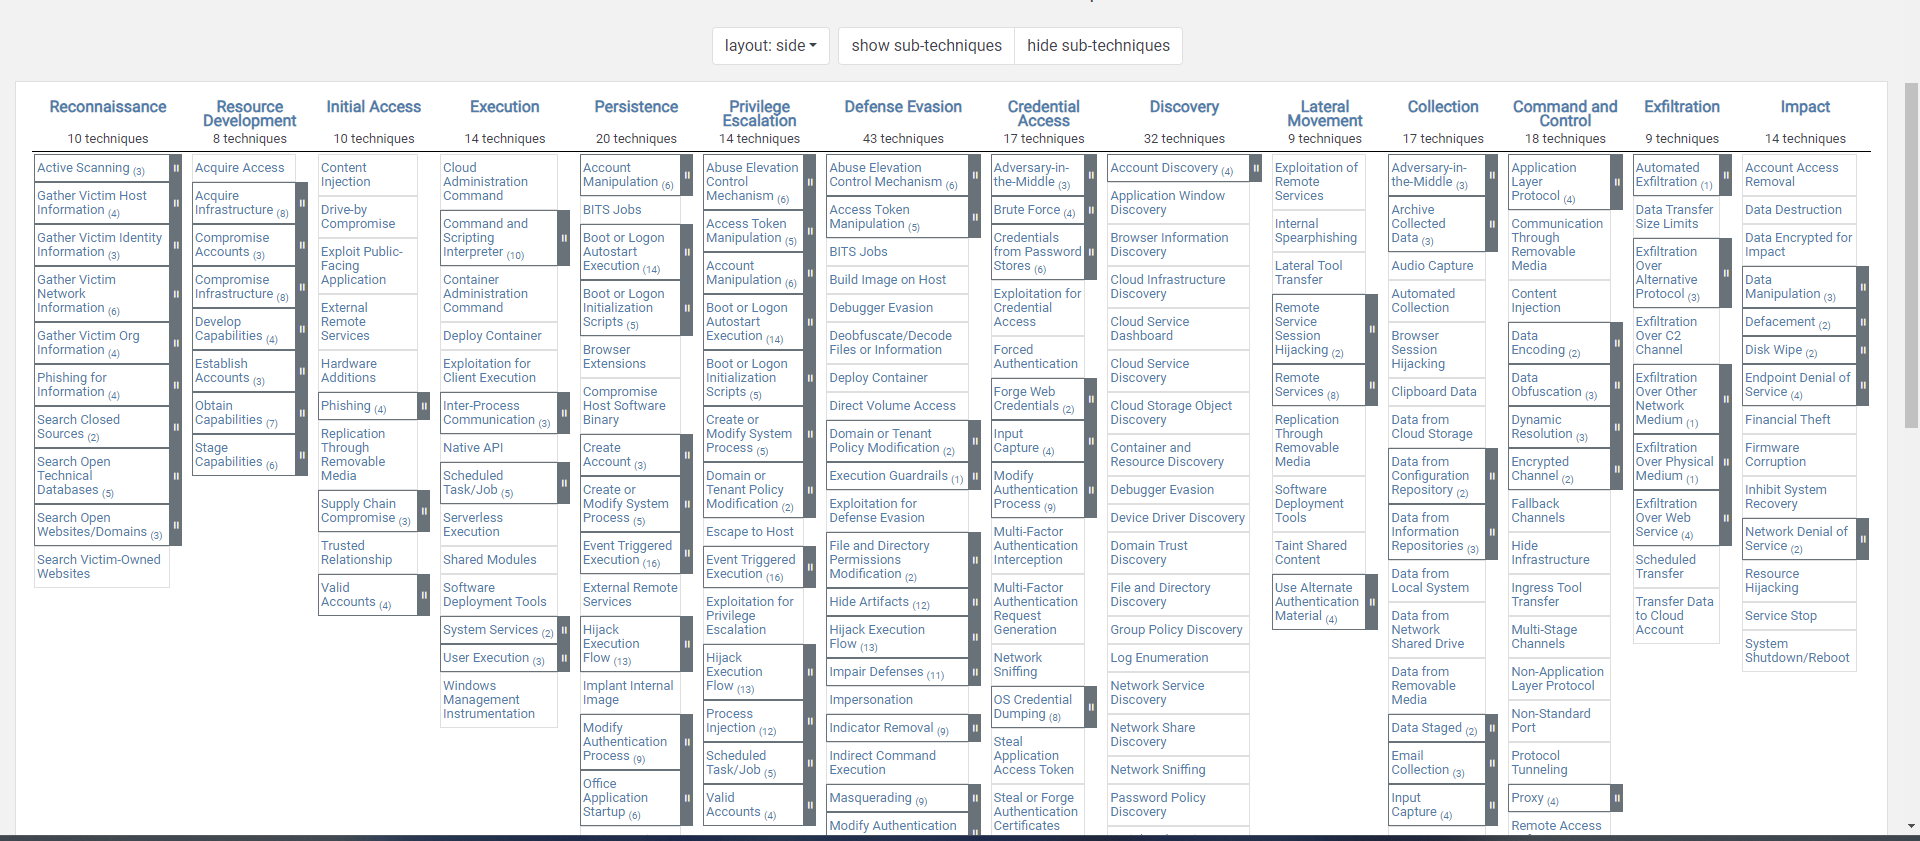 layout: side
show sub-techniques
hide sub-techniques
Reconnaissance
10 techniques
Active Scanning (3)
Gather Victim Host
Information (4)
Gather Victim Identity
Information (3)
Gather Victim
Network
Information (6)
Gather Victim Org
Information (4)
Phishing for
Information (4)
Search Closed
Sources (2)
Search Open
Technical
Databases (5)
Search Open
Websites/Domains (3)
Search Victim-Owned
Websites
Resource
Development
8 techniques
Acquire Access
Acquire
Infrastructure (8)
Compromise
Accounts (3)
Compromise
Infrastructure (8)
Develop
Capabilities (4)
Establish
Accounts (3)
Obtain
Capabilities (7)
Stage
Capabilities (6)
Initial Access
10 techniques
Content
Injection
Drive-by
Compromise
Exploit Public-
Facing
Application
External
Remote
Services
Hardware
Additions
Phishing (4)
Replication
Through
Removable
Media
Supply Chain
Compromise (3)
Trusted
Relationship
Valid
Accounts (4)
Execution
14 techniques
Cloud
Administration
Command
Command and
Scripting
Interpreter (10)
Container
Administration
Command
Deploy Container
Exploitation for
Client Execution
Inter-Process
Communication (3)
Native API
Scheduled
Task/Job (5)
Serverless
Execution
Shared Modules
Software
Deployment Tools
System Services (2)
User Execution (3)
Windows
Management
Instrumentation
Persistence
20 techniques
Account
Manipulation (6)
BITS Jobs
Boot or Logon
Autostart
Execution (14)
Boot or Logon
Initialization
Scripts (5)
Browser
Extensions
Compromise
Host Software
Binary
Create
Account (3)
Create or
Modify System
Process (5)
Event Triggered
Execution (16)
External Remote
Services
Hijack
Execution
Flow (13)
Implant Internal
Image
Modify
Authentication
Process (9)
Office
Application
Startup (6)
Privilege
Escalation
14 techniques
Abuse Elevation
Control
Mechanism (6)
Access Token
Manipulation (5)
Account
Manipulation (6)
Boot or Logon
Autostart
Execution (14)
Boot or Logon
Initialization
Scripts (5)
Create or
Modify System
Process (5)
Domain or
Tenant Policy
Modification (2)
Escape to Host
Event Triggered
Execution (16)
Exploitation for
Privilege
Escalation
Hijack
Execution
Flow (13)
Process
Injection (12)
Scheduled
Task/Job (5)
Valid
Accounts (4)
Defense Evasion
43 techniques
Abuse Elevation
Control Mechanism (6)
Access Token
Manipulation (5)
BITS Jobs
Build Image on Host
Debugger Evasion
Deobfuscate/Decode
Files or Information
Deploy Container
Direct Volume Access
Domain or Tenant
Policy Modification (2)
Execution Guardrails (1)
Exploitation for
Defense Evasion
File and Directory
Permissions
Modification (2)
Hide Artifacts (12)
Hijack Execution
Flow (13)
Impair Defenses (11)
Impersonation
Indicator Removal (9)
Indirect Command
Execution
Masquerading (9)
Modify Authentication
Credential
Access
17 techniques
Adversary-in-
the-Middle (3)
Brute Force (4)
Credentials
from Password
Stores (6)
Exploitation for
Credential
Access
Forced
Authentication
Forge Web
Credentials (2)
Input
Capture (4)
Modify
Authentication
Process (9)
Multi-Factor
Authentication
Interception
Multi-Factor
Authentication
Request
Generation
Network
Sniffing
OS Credential
Dumping (8)
Steal
Application
Access Token
Steal or Forge
Authentication
Certificates
Discovery
32 techniques
Account Discovery (4)
Application Window
Discovery
Browser Information
Discovery
Cloud Infrastructure
Discovery
Cloud Service
Dashboard
Cloud Service
Discovery
Cloud Storage Object
Discovery
Container and
Resource Discovery
Debugger Evasion
Device Driver Discovery
Domain Trust
Discovery
File and Directory
Discovery
Group Policy Discovery
Log Enumeration
Network Service
Discovery
Network Share
Discovery
Network Sniffing
Password Policy
Discovery
Lateral
Movement
9 techniques
Exploitation of
Remote
Services
Internal
Spearphishing
Lateral Tool
Transfer
Remote
Service
Session
Hijacking (2)
Remote
Services (8)
Replication
Through
Removable
Media
Software
Deployment
Tools
Taint Shared
Content
Use Alternate
Authentication
Material (4)
Collection
17 techniques
Adversary-in-
the-Middle (3)
Archive
Collected
Data (3)
Audio Capture
Automated
Collection
Browser
Session
Hijacking
Clipboard Data
Data from
Cloud Storage
Data from
Configuration
Repository (2)
Data from
Information
Repositories (3)
Data from
Local System
Data from
Network
Shared Drive
Data from
Removable
Media
Data Staged (2)
Email
Collection (3)
Input
Capture (4)
Command and
Control
18 techniques
Application
Layer
Protocol (4)
Communication
Through
Removable
Media
Content
Injection
Data
Encoding (2)
Data
Obfuscation (3)
Dynamic
Resolution (3)
Encrypted
Channel (2)
Fallback
Channels
Hide
Infrastructure
Ingress Tool
Transfer
Multi-Stage
Channels
Non-Application
Layer Protocol
Non-Standard
Port
Protocol
Tunneling
Proxy (4)
Remote Access
Exfiltration
9 techniques
Automated
Exfiltration (1)
Data Transfer
Size Limits
Exfiltration
Over
Alternative
Protocol (3)
Exfiltration
Over C2
Channel
Exfiltration
Over Other
Network
Medium (1)
Exfiltration
Over Physical
Medium (1)
Exfiltration
Over Web
Service (4)
Scheduled
Transfer
Transfer Data
to Cloud
Account
Impact
14 techniques
Account Access
Removal
Data Destruction
Data Encrypted for
Impact
Data
Manipulation (3)
Defacement (2)
Disk Wipe (2)
Endpoint Denial of
Service (4)
Financial Theft
Firmware
Corruption
Inhibit System
Recovery
Network Denial of
Service (2)
Resource
Hijacking
Service Stop
System
Shutdown/Reboot